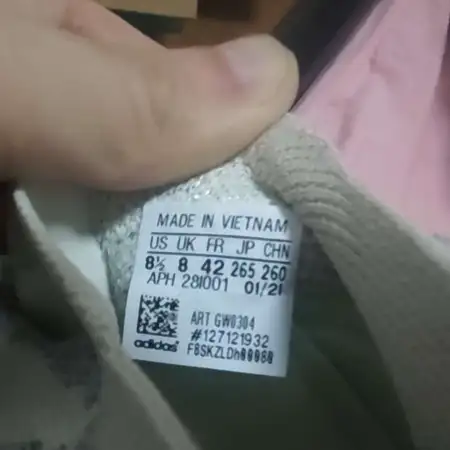 MADE IN VIETNAM
US UK FR JP CHN
8½ 8 42 265 260
APH 281001 01/21
ART GW0304
#127121932
adidas